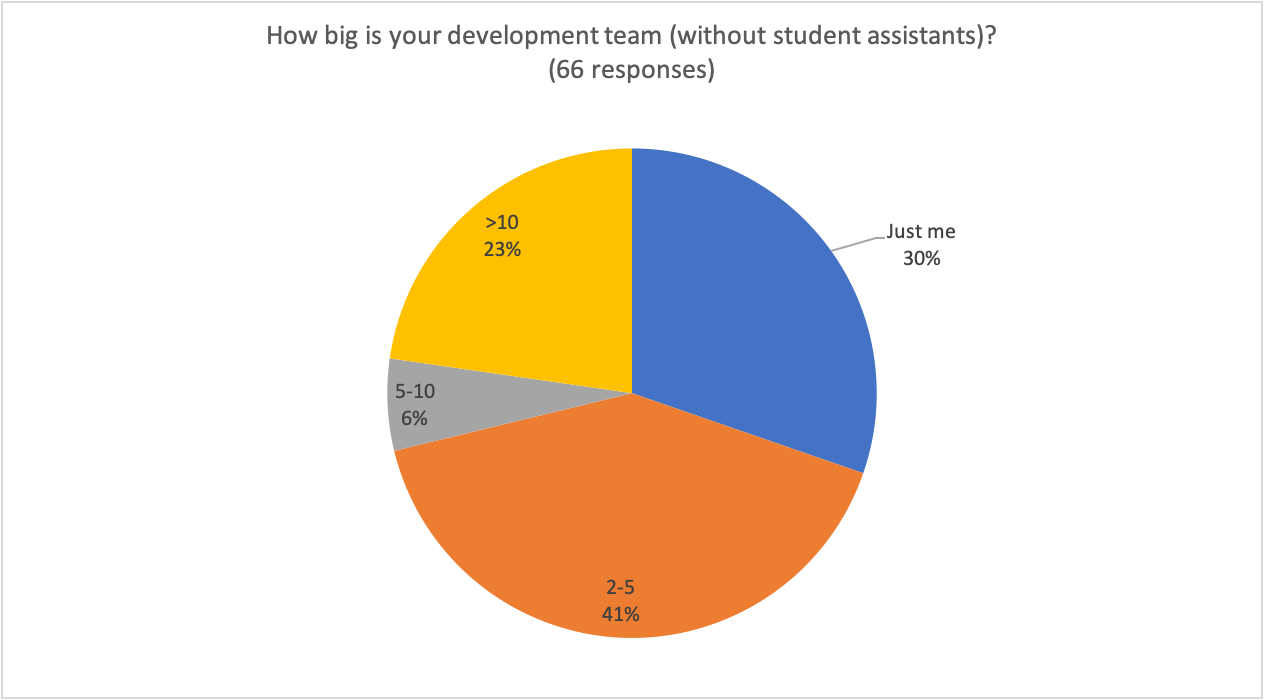 How big is your development team (without student assistants)?
(66 responses)
>10
23%
Just me
30%
5-10
6%
2-5
41%